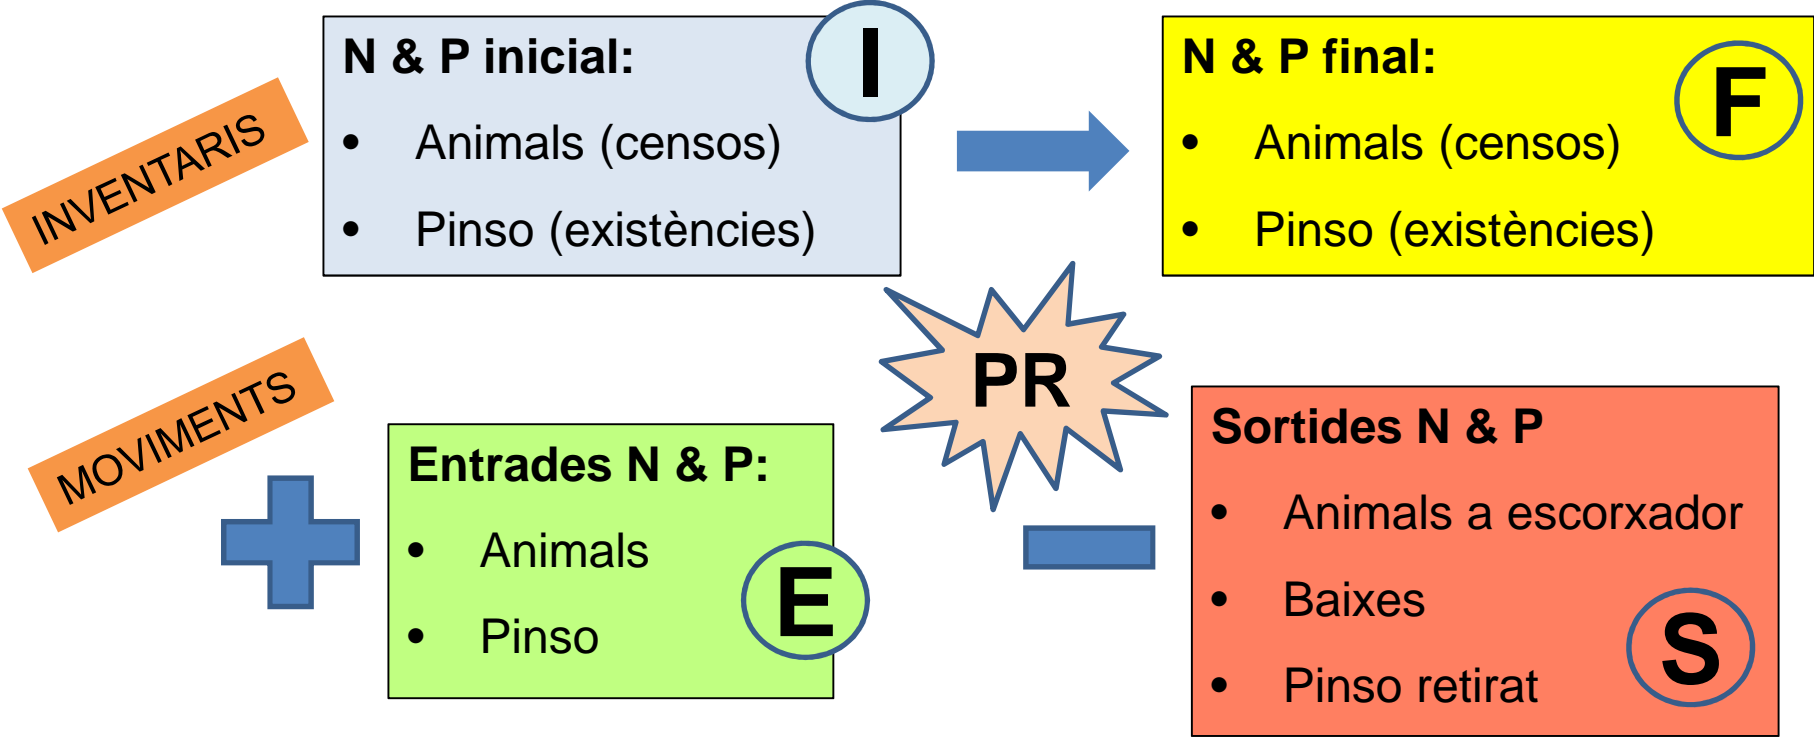 INVENTARIS
N & P inicial:
I
• Animals (censos)
• Pinso (existències)
N & P final:
F
• Animals (censos)
• Pinso (existències)
PR
MOVIMENTS
Entrades N & P:
• Animals
• Pinso
E
Sortides N & P
• Animals a escorxador
• Baixes
• Pinso retirat
S